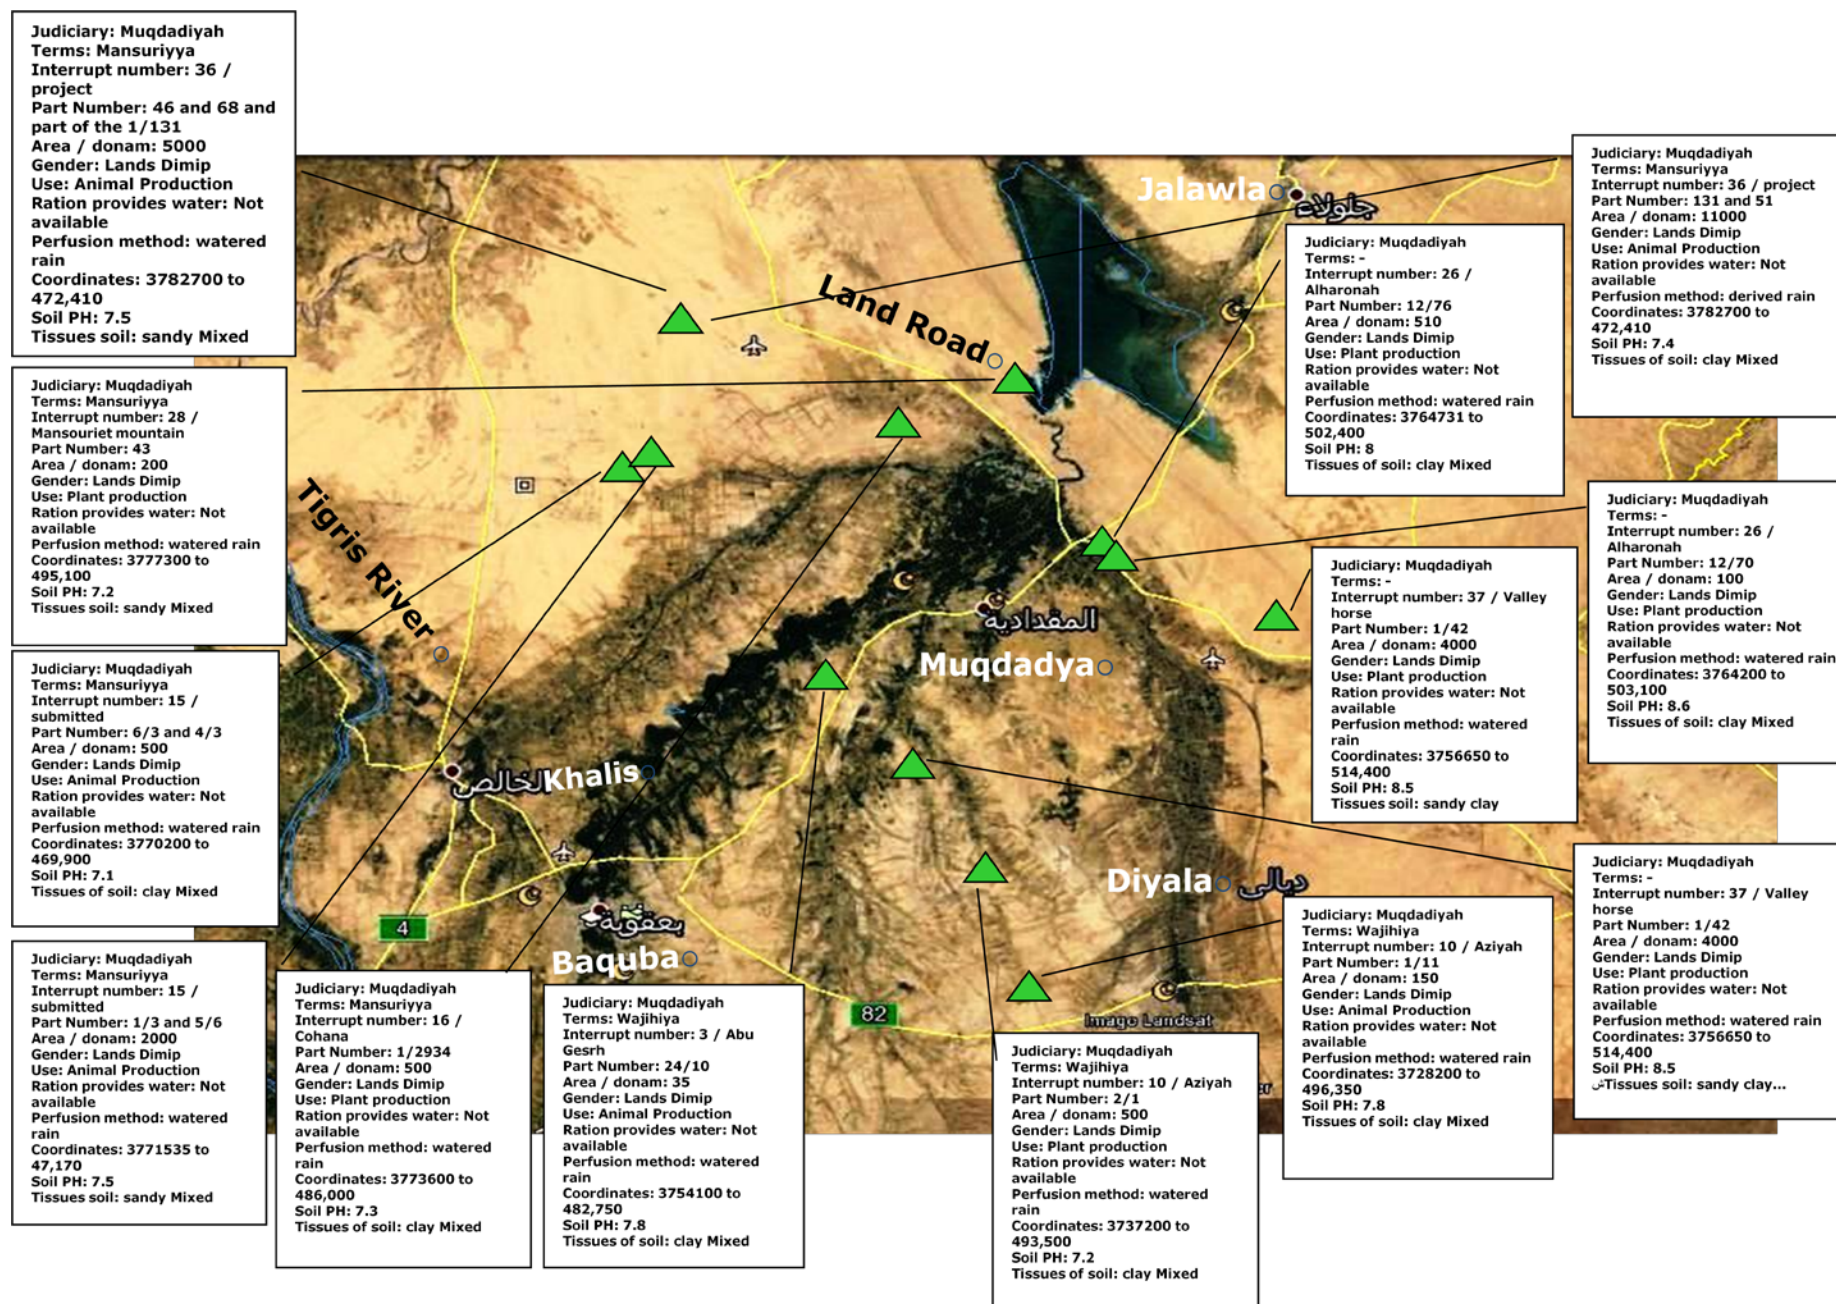 Judiciary: Muqdadiyah
Terms: Mansuriyya
Interrupt number: 36 /
project
Part Number: 46 and 68 and
part of the 1/131
Area / donam: 5000
Gender: Lands Dimip
Use: Animal Production
Ration provides water: Not
available
Perfusion method: watered
rain
Coordinates: 3782700 to
472,410
Soil PH: 7.5
Tissues soil: sandy Mixed
Judiciary: Muqdadiyah
Terms: Mansuriyya
Interrupt number: 28 /
Mansouriet mountain
Part Number: 43
Area / donam: 200
Gender: Lands Dimip
Use: Plant production
Ration provides water: Not
available
Perfusion method: watered rain
Coordinates: 3777300 to
495,100
Soil PH: 7.2
Tissues soil: sandy Mixed
Judiciary: Muqdadiyah
Terms: Mansuriyya
Interrupt number: 15 /
submitted
Part Number: 6/3 and 4/3
Area / donam: 500
Gender: Lands Dimip
Use: Animal Production
Ration provides water: Not
available
Perfusion method: watered rain
Coordinates: 3770200 to
469,900
Soil PH: 7.1
Tissues of soil: clay Mixed
Judiciary: Muqdadiyah
Terms: Mansuriyya
Interrupt number: 15 /
submitted
Part Number: 1/3 and 5/6
Area / donam: 2000
Gender: Lands Dimip
Use: Animal Production
Ration provides water: Not
available
Perfusion method: watered
rain
Coordinates: 3771535 to
47,170
Soil PH: 7.5
Tissues soil: sandy Mixed
Judiciary: Muqdadiyah
Terms: Mansuriyya
Interrupt number: 16 /
Cohana
Part Number: 1/2934
Area / donam: 500
Gender: Lands Dimip
Use: Plant production
Ration provides water: Not
available
Perfusion method: watered
rain
Coordinates: 3773600 to
486,000
Soil PH: 7.3
Tissues of soil: clay Mixed
Judiciary: Muqdadiyah
Terms: Wajihiya
Interrupt number: 3 / Abu
Gesrh
Part Number: 24/10
Area / donam: 35
Gender: Lands Dimip
Use: Animal Production
Ration provides water: Not
available
Perfusion method: watered
rain
Coordinates: 3754100 to
482,750
Soil PH: 7.8
Tissues of soil: clay Mixed
Judiciary: Muqdadiyah
Terms: Wajihiya
Interrupt number: 10 / Aziyah
Part Number: 2/1
Area / donam: 500
Gender: Lands Dimip
Use: Plant production
Ration provides water: Not
available
Perfusion method: watered
rain
Coordinates: 3737200 to
493,500
Soil PH: 7.2
Tissues of soil: clay Mixed
Judiciary: Muqdadiyah
Terms: Wajihiya
Interrupt number: 10 / Aziyah
Part Number: 1/11
Area / donam: 150
Gender: Lands Dimip
Use: Animal Production
Ration provides water: Not
available
Perfusion method: watered rain
Coordinates: 3728200 to
496,350
Soil PH: 7.8
Tissues of soil: clay Mixed
Judiciary: Muqdadiyah
Terms: -
Interrupt number: 37 / Valley
horse
Part Number: 1/42
Area / donam: 4000
Gender: Lands Dimip
Use: Plant production
Ration provides water: Not
available
Perfusion method: watered rain
Coordinates: 3756650 to
514,400
Soil PH: 8.5
ش‎Tissues soil: sandy clay...
Judiciary: Muqdadiyah
Terms: -
Interrupt number: 37 / Valley
horse
Part Number: 1/42
Area / donam: 4000
Gender: Lands Dimip
Use: Plant production
Ration provides water: Not
available
Perfusion method: watered
rain
Coordinates: 3756650 to
514,400
Soil PH: 8.5
Tissues soil: sandy clay
Judiciary: Muqdadiyah
Terms: -
Interrupt number: 26 /
Alharonah
Part Number: 12/70
Area / donam: 100
Gender: Lands Dimip
Use: Plant production
Ration provides water: Not
available
Perfusion method: watered rain
Coordinates: 3764200 to
503,100
Soil PH: 8.6
Tissues of soil: clay Mixed
Judiciary: Muqdadiyah
Terms: -
Interrupt number: 26 /
Alharonah
Part Number: 12/76
Area / donam: 510
Gender: Lands Dimip
Use: Plant production
Ration provides water: Not
available
Perfusion method: watered rain
Coordinates: 3764731 to
502,400
Soil PH: 8
Tissues of soil: clay Mixed
Judiciary: Muqdadiyah
Terms: Mansuriyya
Interrupt number: 36 / project
Part Number: 131 and 51
Area / donam: 11000
Gender: Lands Dimip
Use: Animal Production
Ration provides water: Not
available
Perfusion method: derived rain
Coordinates: 3782700 to
472,410
Soil PH: 7.4
Tissues of soil: clay Mixed
Jalawla
جلولاء
Land Road
Tigris River
المقدادية
Muqdadya
الخالص
Khalis
Diyala
ديالى
4
بعقوبة
Baquba
82
Image Landsat